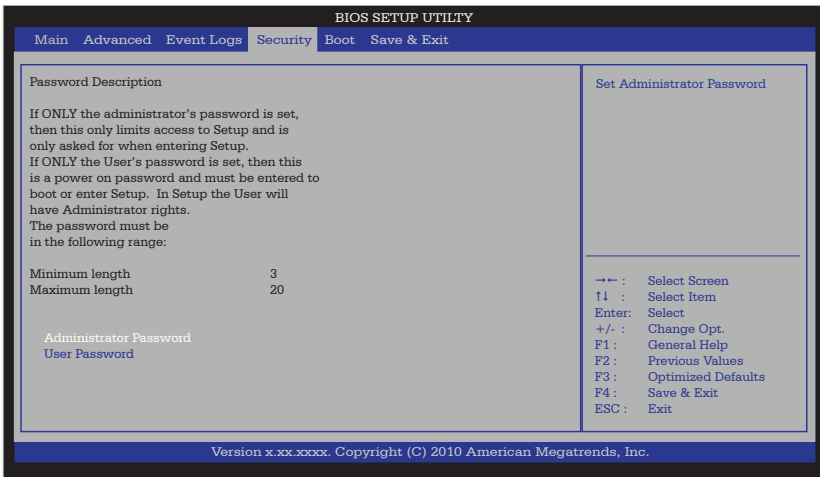 BIOS SETUP UTILTY
Main Advanced Event Logs Security Boot Save & Exit
Password Description
If ONLY the administrator's password is set,
then this only limits access to Setup and is
only asked for when entering Setup.
If ONLY the User's password is set, then this
is a power on password and must be entered to
boot or enter Setup. In Setup the User will
have Administrator rights.
The password must be
in the following range:
Minimum length 3
Maximum length 20
Administrator Password
User Password
Set Administrator Password
→← : Select Screen
↑↓ : Select Item
Enter: Select
+/- : Change Opt.
F1 : General Help
F2 : Previous Values
F3 : Optimized Defaults
F4 : Save & Exit
ESC : Exit
Version x.xx.xxxx. Copyright (C) 2010 American Megatrends, Inc.